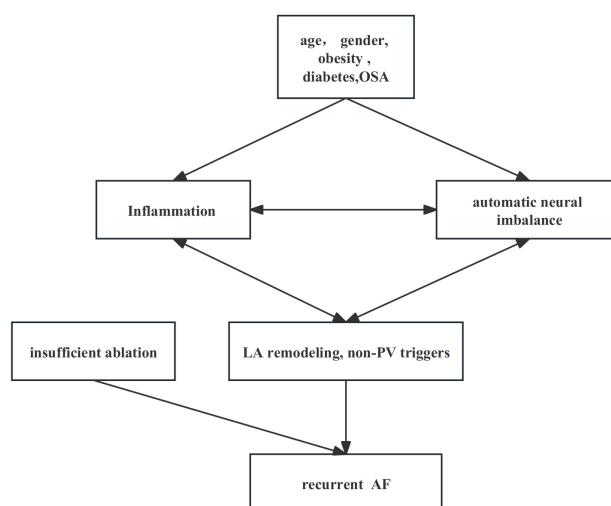 age， gender,
obesity ,
diabetes,OSA
Inflammation
automatic neural
imbalance
insufficient ablation
LA remodeling, non-PV triggers
recurrent AF